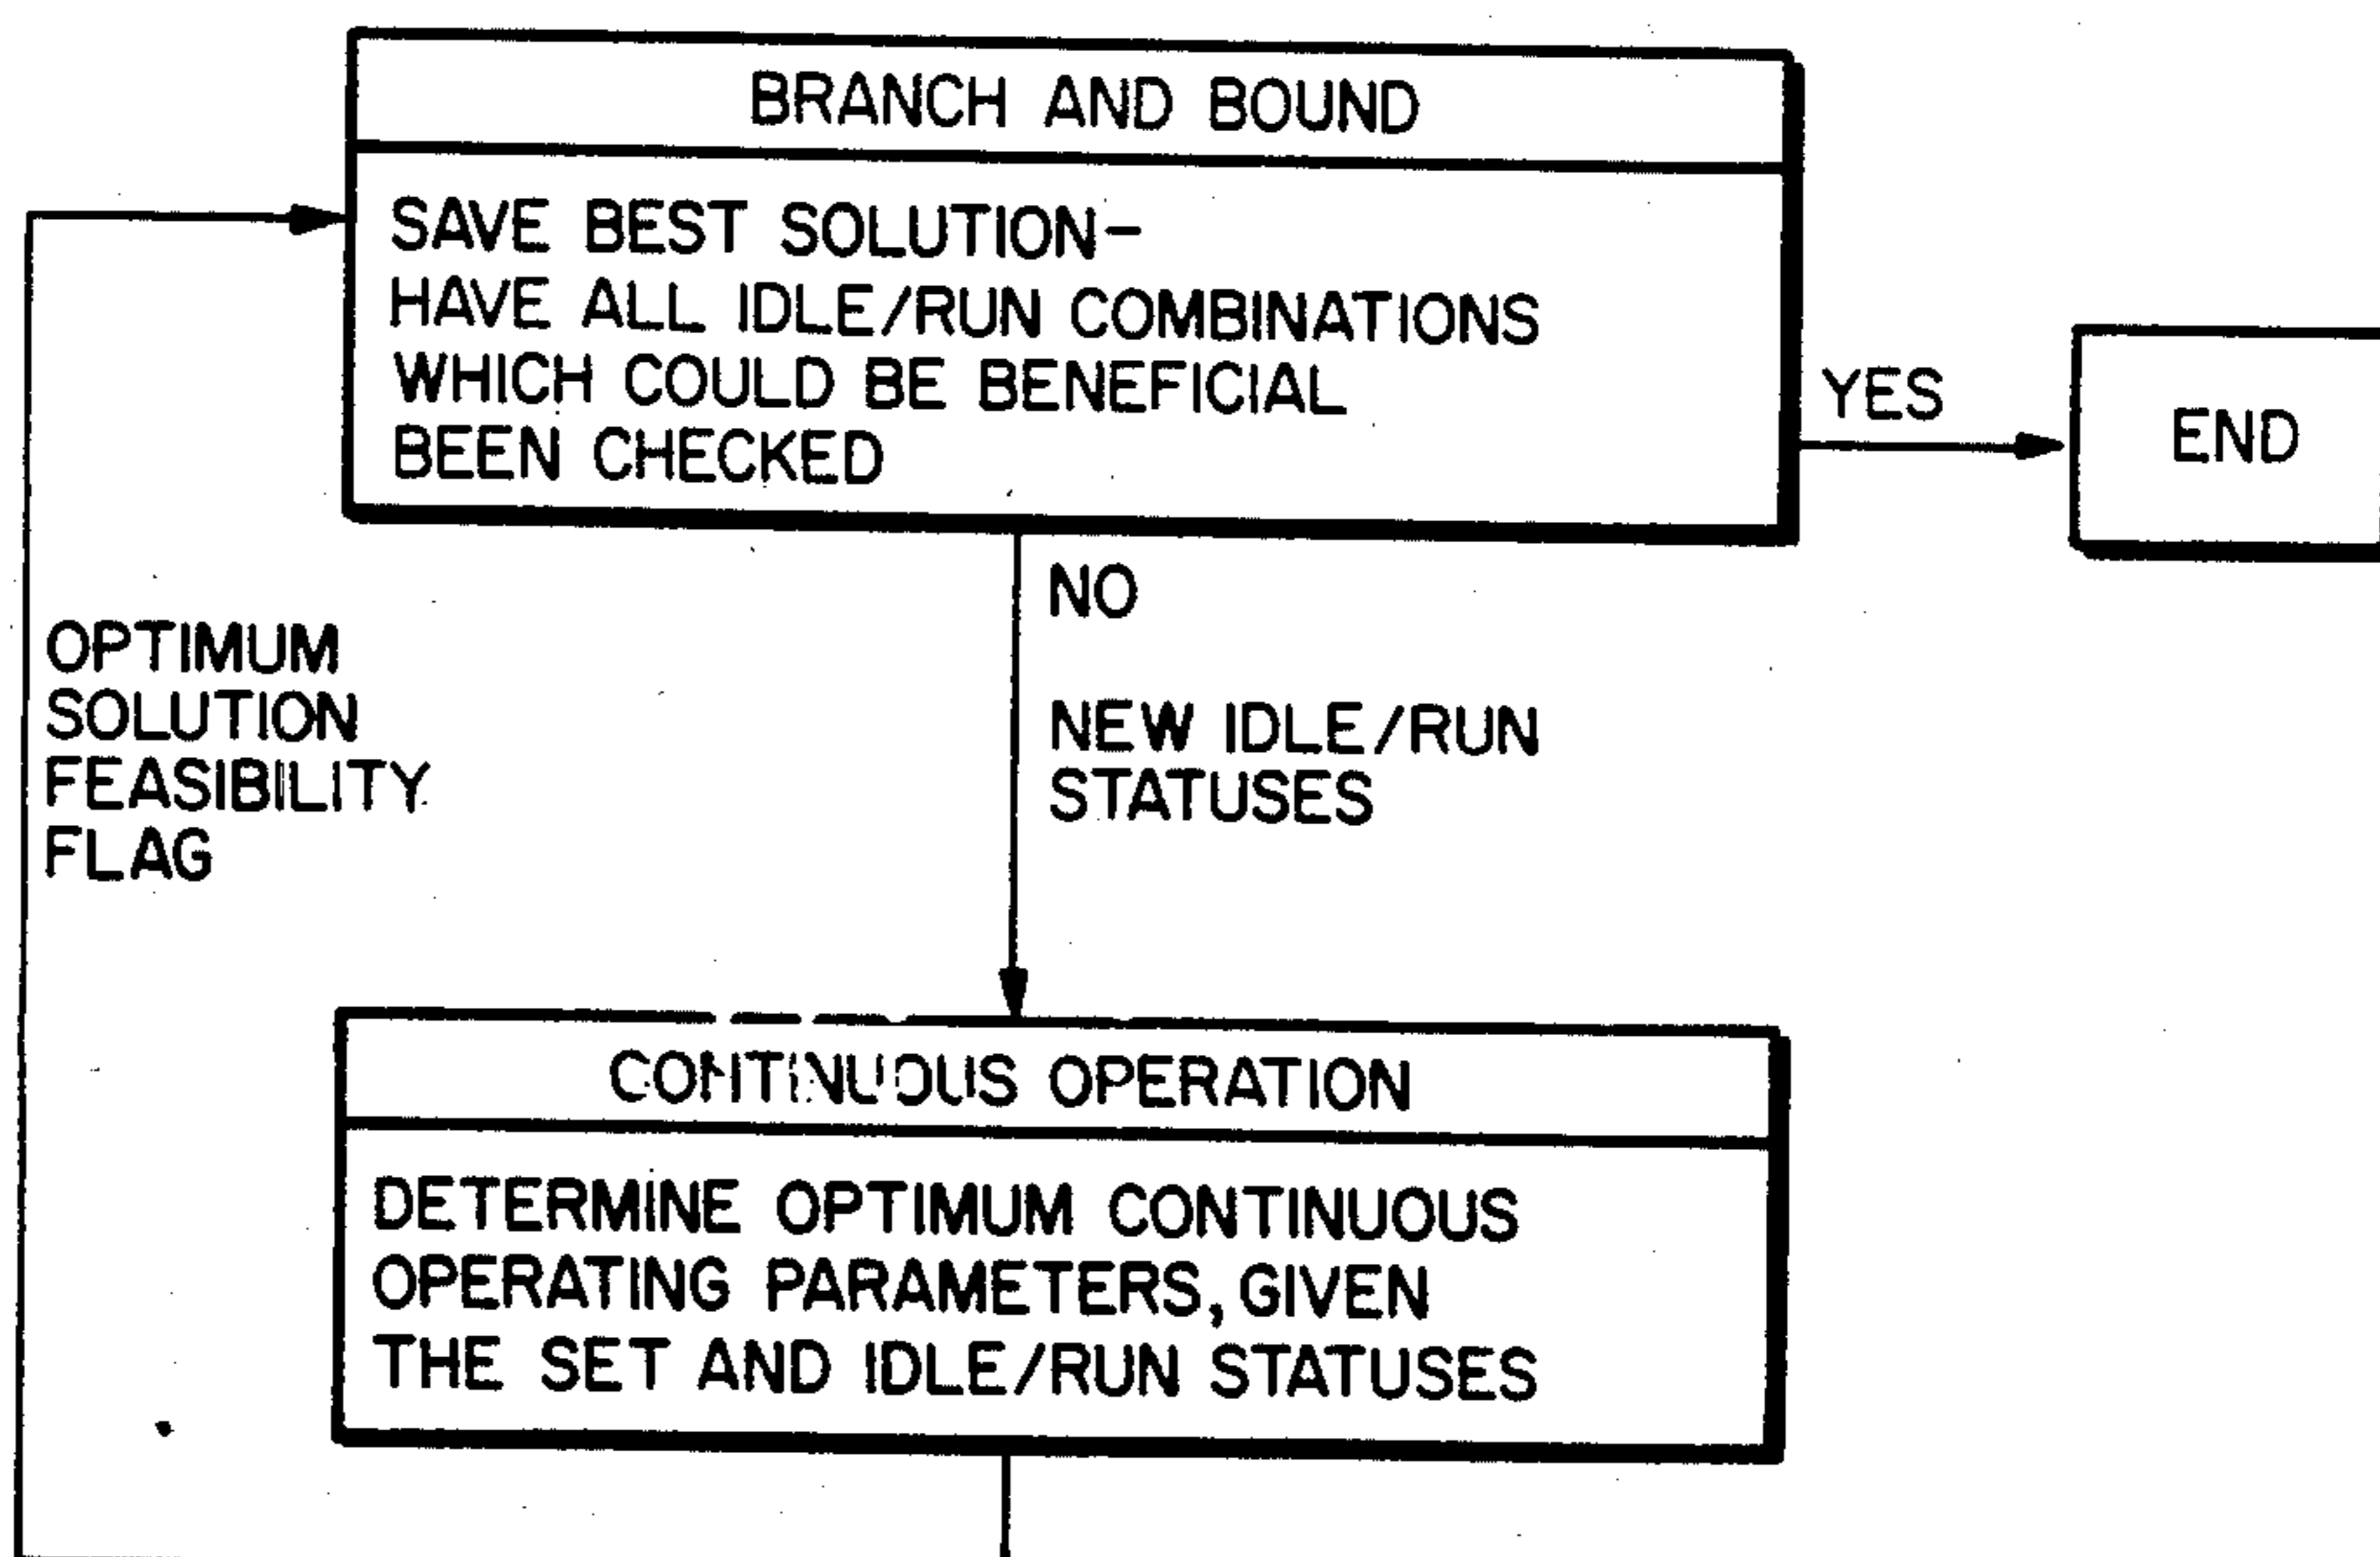 BRANCH AND BOUND
SAVE BEST SOLUTION-
HAVE ALL IDLE/RUN COMBINATIONS
WHICH COULD BE BENEFICIAL
BEEN CHECKED
YES
END
NO
NEW IDLE/RUN
STATUSES
OPTIMUM
SOLUTION
FEASIBILITY
FLAG
CONTINUOUS OPERATION
DETERMINE OPTIMUM CONTINUOUS
OPERATING PARAMETERS, GIVEN
THE SET AND IDLE/RUN STATUSES